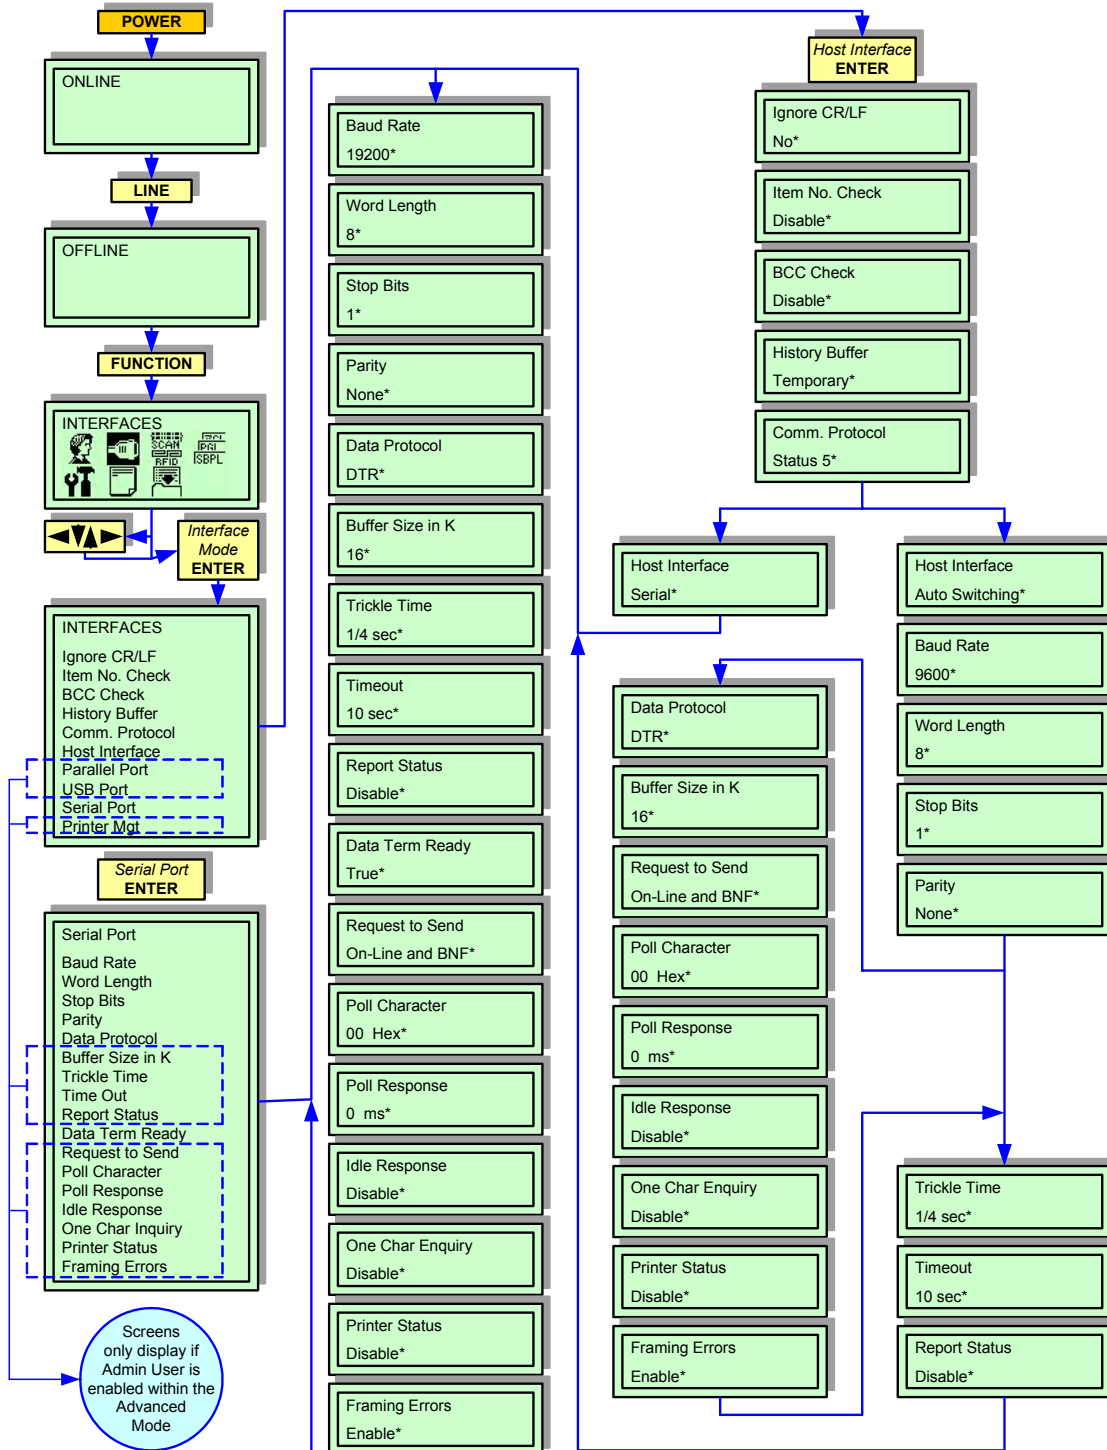 POWER
ONLINE
LINE
OFFLINE
FUNCTION
INTERFACES
SCAN
RFID
PGL
SBPL
Interface
Mode
ENTER
INTERFACES
Ignore CR/LF
Item No. Check
BCC Check
History Buffer
Comm. Protocol
Host Interface
Parallel Port
USB Port
Serial Port
Printer Mgt
Serial Port
ENTER
Serial Port
Baud Rate
Word Length
Stop Bits
Parity
Data Protocol
Buffer Size in K
Trickle Time
Time Out
Report Status
Data Term Ready
Request to Send
Poll Character
Poll Response
Idle Response
One Char Inquiry
Printer Status
Framing Errors
Screens
only display if
Admin User is
enabled within the
Advanced
Mode
Baud Rate
19200*
Word Length
8*
Stop Bits
1*
Parity
None*
Data Protocol
DTR*
Buffer Size in K
16*
Trickle Time
1/4 sec*
Timeout
10 sec*
Report Status
Disable*
Data Term Ready
True*
Request to Send
On-Line and BNF*
Poll Character
00 Hex*
Poll Response
0 ms*
Idle Response
Disable*
One Char Enquiry
Disable*
Printer Status
Disable*
Framing Errors
Enable*
Host Interface
ENTER
Ignore CR/LF
No*
Item No. Check
Disable*
BCC Check
Disable*
History Buffer
Temporary*
Comm. Protocol
Status 5*
Host Interface
Serial*
Data Protocol
DTR*
Buffer Size in K
16*
Request to Send
On-Line and BNF*
Poll Character
00 Hex*
Poll Response
0 ms*
Idle Response
Disable*
One Char Enquiry
Disable*
Printer Status
Disable*
Framing Errors
Enable*
Host Interface
Auto Switching*
Baud Rate
9600*
Word Length
8*
Stop Bits
1*
Parity
None*
Trickle Time
1/4 sec*
Timeout
10 sec*
Report Status
Disable*